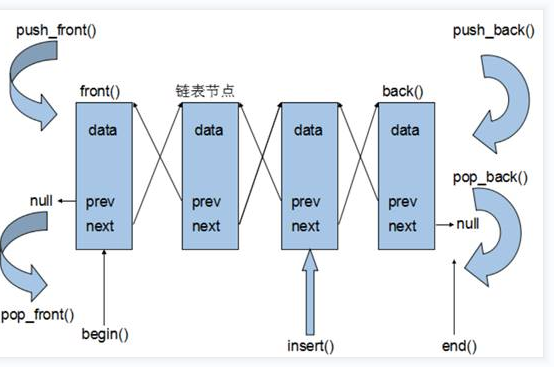 push_front()
push_back()
front()
链表节点
back()
data
data
data
data
pop_back()
null
prev
prev
prev
prev
next
next
next
next
null
pop_front()
begin()
insert()
end()